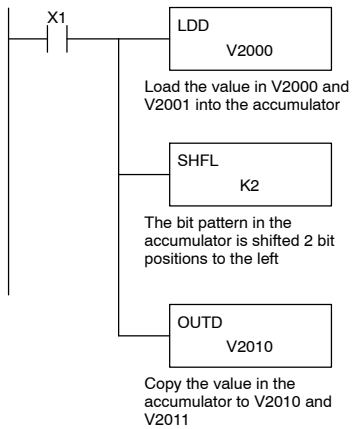 X1
LDD
V2000
Load the value in V2000 and
V2001 into the accumulator
SHFL
K2
The bit pattern in the
accumulator is shifted 2 bit
positions to the left
OUTD
V2010
Copy the value in the
accumulator to V2010 and
V2011